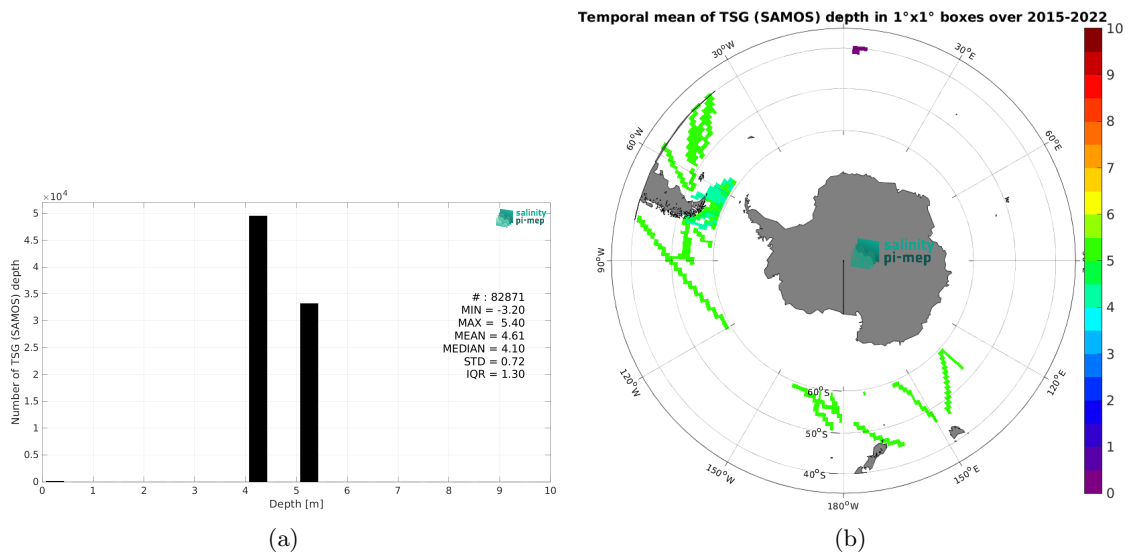 ×10⁴
5
4.5
4
3.5
3
2.5
2
1.5
1
0.5
0
Number of TSG (SAMOS) depth
salinity
pi-mep
# : 82871
MIN = -3.20
MAX = 5.40
MEAN = 4.61
MEDIAN = 4.10
STD = 0.72
IQR = 1.30
0 1 2 3 4 5 6 7 8 9 10
Depth [m]
(a)
Temporal mean of TSG (SAMOS) depth in 1°x1° boxes over 2015-2022
30°W
30°E
60°W
60°E
90°W
salinity
pi-mep
120°W
120°E
60°S
50°S
40°S
150°W
150°E
180°W
10
9
8
7
6
5
4
3
2
1
0
(b)